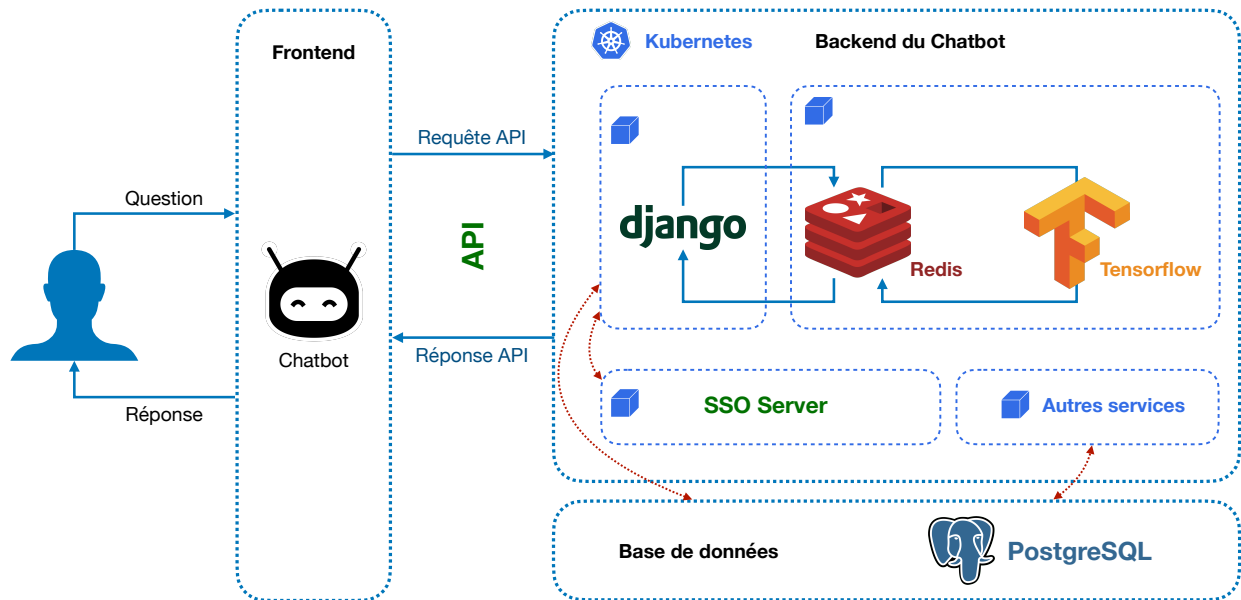 Frontend
Kubernetes
Backend du Chatbot
Requête API
Question
API
django
Redis
Tensorflow
Chatbot
Réponse API
Réponse
SSO Server
Autres services
Base de données
PostgreSQL